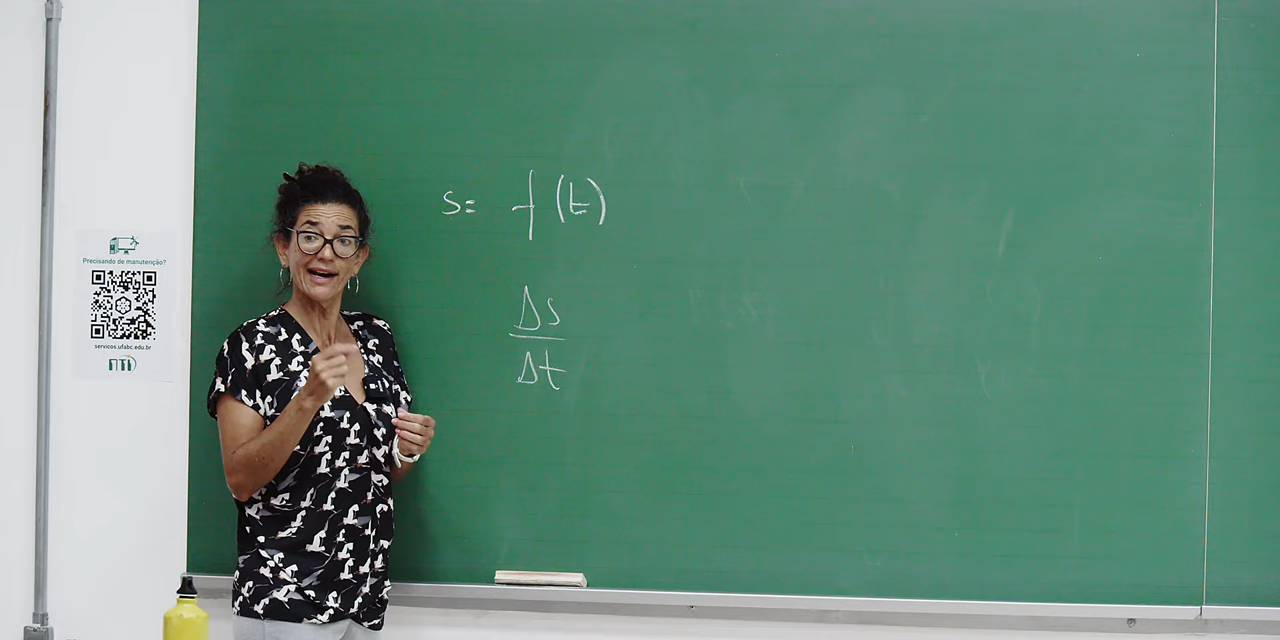 Precisando de manutenção?
servicos.ufabc.edu.br
NTI
s= f(t)
Δs
Δt